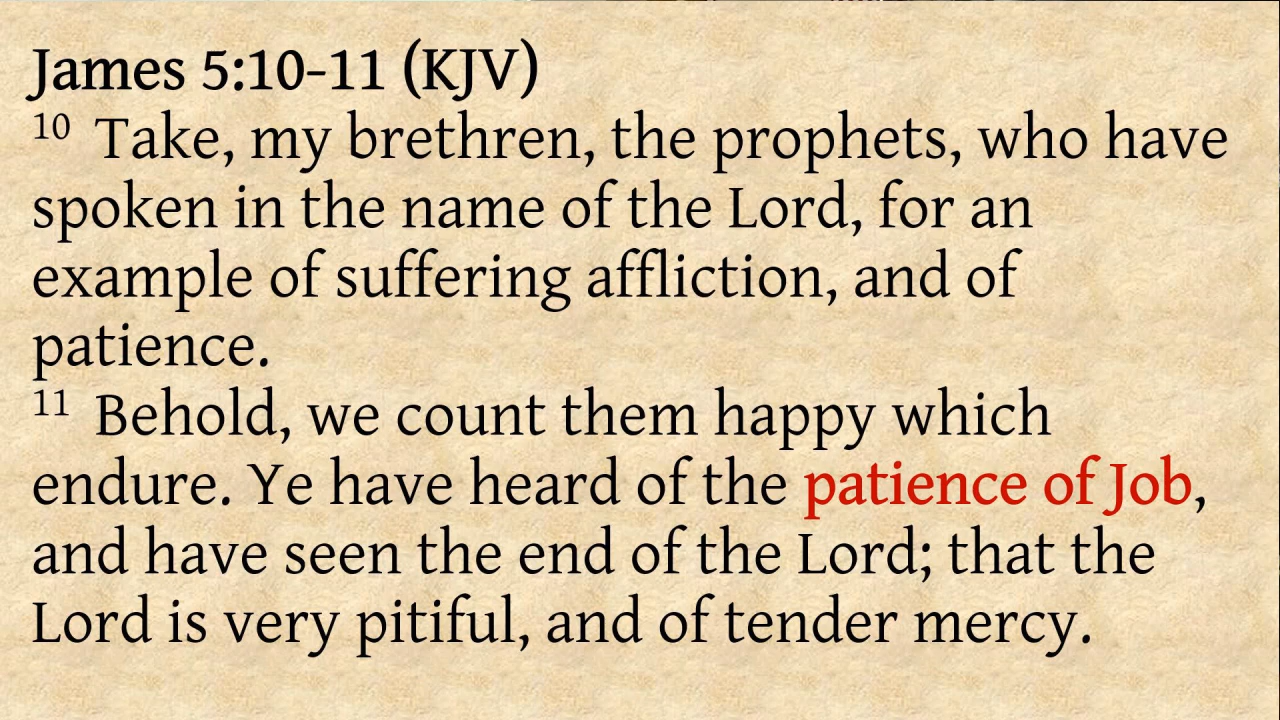 James 5:10-11 (KJV)
10 Take, my brethren, the prophets, who have
spoken in the name of the Lord, for an
example of suffering affliction, and of
patience.
11 Behold, we count them happy which
endure. Ye have heard of the patience of Job,
and have seen the end of the Lord; that the
Lord is very pitiful, and of tender mercy.